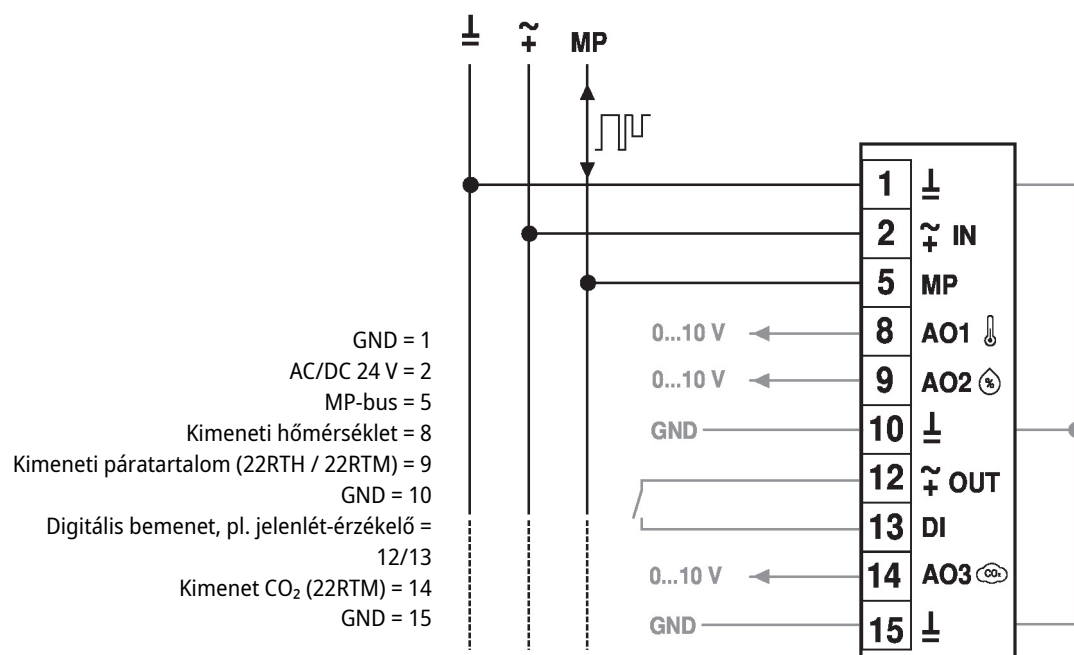 MP
1
2 IN
5 MP
0...10 V 8 AO1
0...10 V 9 AO2 %
GND 10
12 OUT
13 DI
0...10 V 14 AO3 CO₂
GND 15
GND = 1
AC/DC 24 V = 2
MP-bus = 5
Kimeneti hőmérséklet = 8
Kimeneti páratartalom (22RTH / 22RTM) = 9
GND = 10
Digitális bemenet, pl. jelenlét-érzékelő =
12/13
Kimenet CO₂ (22RTM) = 14
GND = 15